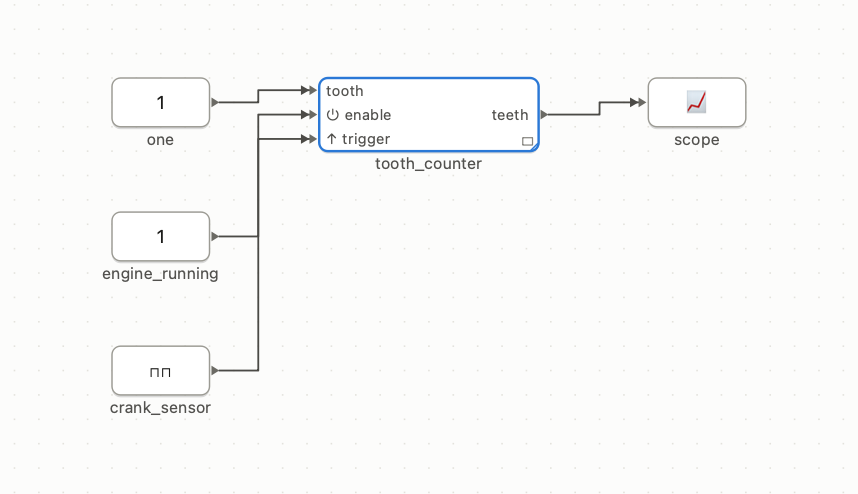 1
one
tooth
enable
trigger
teeth
tooth_counter
scope
1
engine_running
crank_sensor